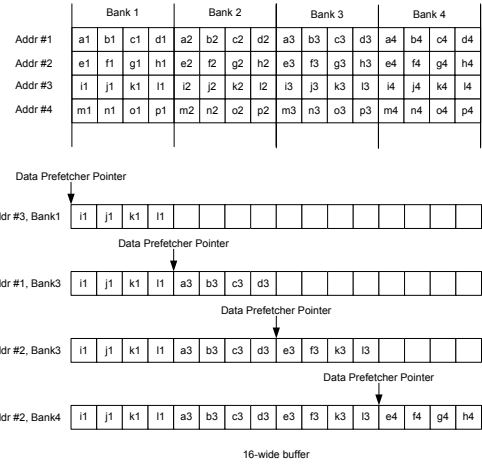 Bank 1 Bank 2 Bank 3 Bank 4
Addr #1 a1 b1 c1 d1 a2 b2 c2 d2 a3 b3 c3 d3 a4 b4 c4 d4
Addr #2 e1 f1 g1 h1 e2 f2 g2 h2 e3 f3 g3 h3 e4 f4 g4 h4
Addr #3 i1 j1 k1 l1 i2 j2 k2 l2 i3 j3 k3 l3 i4 j4 k4 l4
Addr #4 m1 n1 o1 p1 m2 n2 o2 p2 m3 n3 o3 p3 m4 n4 o4 p4
Data Prefetcher Pointer
ddr #3, Bank1 i1 j1 k1 l1
Data Prefetcher Pointer
ddr #1, Bank3 i1 j1 k1 l1 a3 b3 c3 d3
Data Prefetcher Pointer
ddr #2, Bank3 i1 j1 k1 l1 a3 b3 c3 d3 e3 f3 k3 l3
Data Prefetcher Pointer
ddr #2, Bank4 i1 j1 k1 l1 a3 b3 c3 d3 e3 f3 k3 l3 e4 f4 g4 h4
16-wide buffer